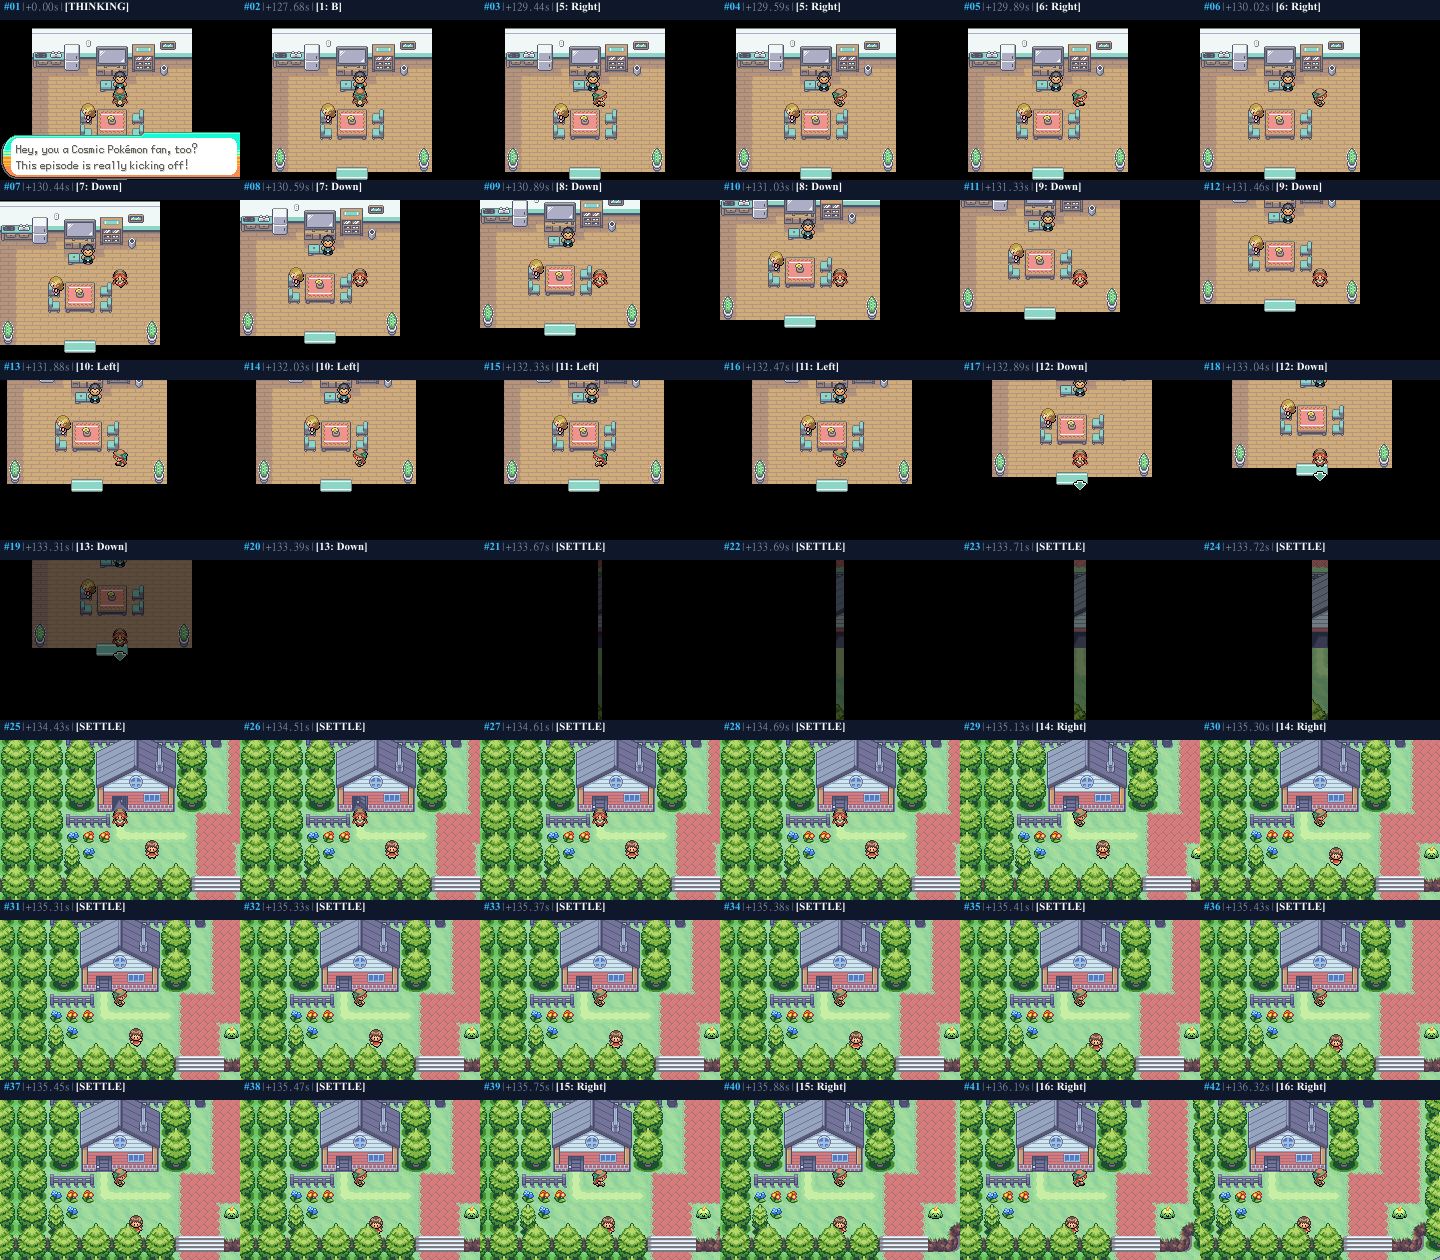 #01|+0.00s|[THINKING]
#02|+127.68s|[1: B]
#03|+129.44s|[5: Right]
#04|+129.59s|[5: Right]
#05|+129.89s|[6: Right]
#06|+130.02s|[6: Right]
Hey, you a Cosmic Pokémon fan, too?
This episode is really kicking off!
#07|+130.44s|[7: Down]
#08|+130.59s|[7: Down]
#09|+130.89s|[8: Down]
#10|+131.03s|[8: Down]
#11|+131.33s|[9: Down]
#12|+131.46s|[9: Down]
#13|+131.88s|[10: Left]
#14|+132.03s|[10: Left]
#15|+132.33s|[11: Left]
#16|+132.47s|[11: Left]
#17|+132.89s|[12: Down]
#18|+133.04s|[12: Down]
#19|+133.31s|[13: Down]
#20|+133.39s|[13: Down]
#21|+133.67s|[SETTLE]
#22|+133.69s|[SETTLE]
#23|+133.71s|[SETTLE]
#24|+133.72s|[SETTLE]
#25|+134.43s|[SETTLE]
#26|+134.51s|[SETTLE]
#27|+134.61s|[SETTLE]
#28|+134.69s|[SETTLE]
#29|+135.13s|[14: Right]
#30|+135.30s|[14: Right]
#31|+135.31s|[SETTLE]
#32|+135.33s|[SETTLE]
#33|+135.37s|[SETTLE]
#34|+135.38s|[SETTLE]
#35|+135.41s|[SETTLE]
#36|+135.43s|[SETTLE]
#37|+135.45s|[SETTLE]
#38|+135.47s|[SETTLE]
#39|+135.75s|[15: Right]
#40|+135.88s|[15: Right]
#41|+136.19s|[16: Right]
#42|+136.32s|[16: Right]